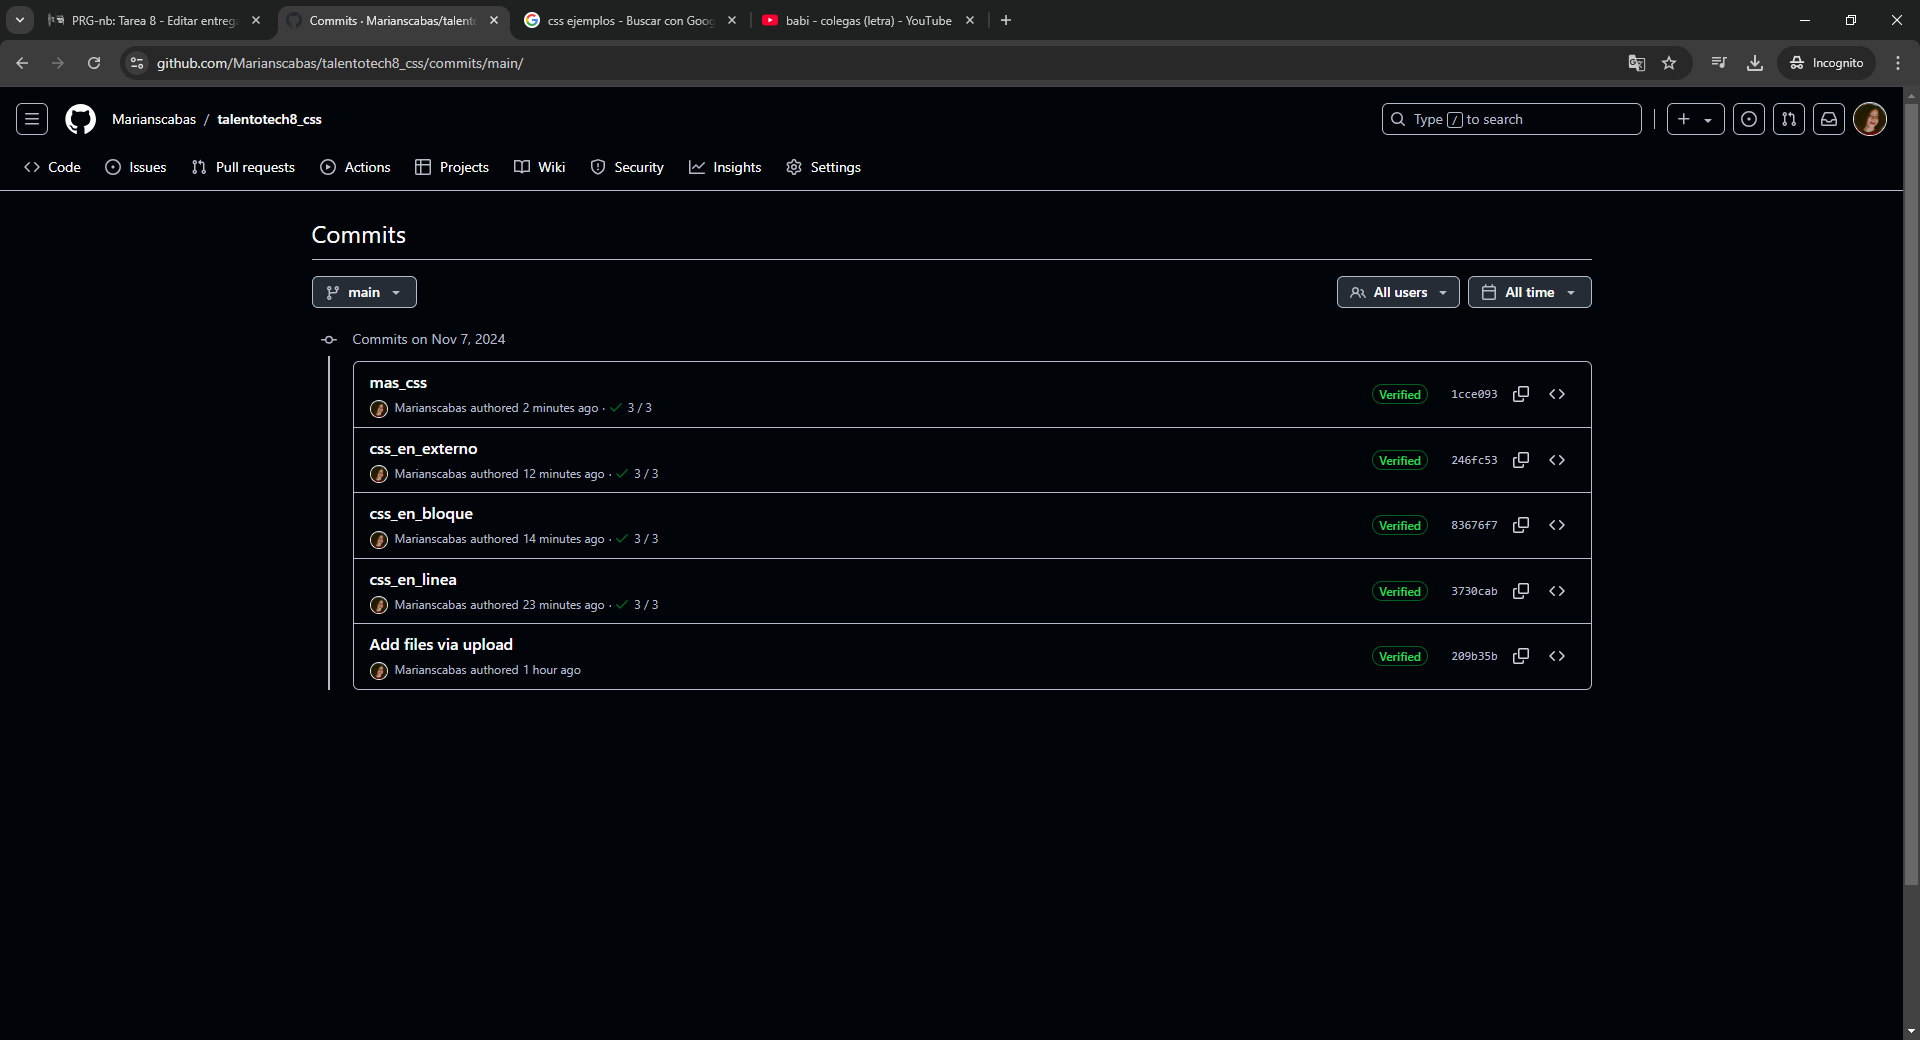 PRG-nb: Tarea 8 - Editar entreg
Commits · Marianscabas/talent
css ejemplos - Buscar con Goog
babi - colegas (letra) - YouTube
github.com/Marianscabas/talentotech8_css/commits/main/
Incognito
Marianscabas / talentotech8_css
Type / to search
Code
Issues
Pull requests
Actions
Projects
Wiki
Security
Insights
Settings
Commits
main
All users
All time
Commits on Nov 7, 2024
mas_css
Marianscabas authored 2 minutes ago · 3 / 3
Verified
1cce093
css_en_externo
Marianscabas authored 12 minutes ago · 3 / 3
Verified
246fc53
css_en_bloque
Marianscabas authored 14 minutes ago · 3 / 3
Verified
83676f7
css_en_linea
Marianscabas authored 23 minutes ago · 3 / 3
Verified
3730cab
Add files via upload
Marianscabas authored 1 hour ago
Verified
209b35b